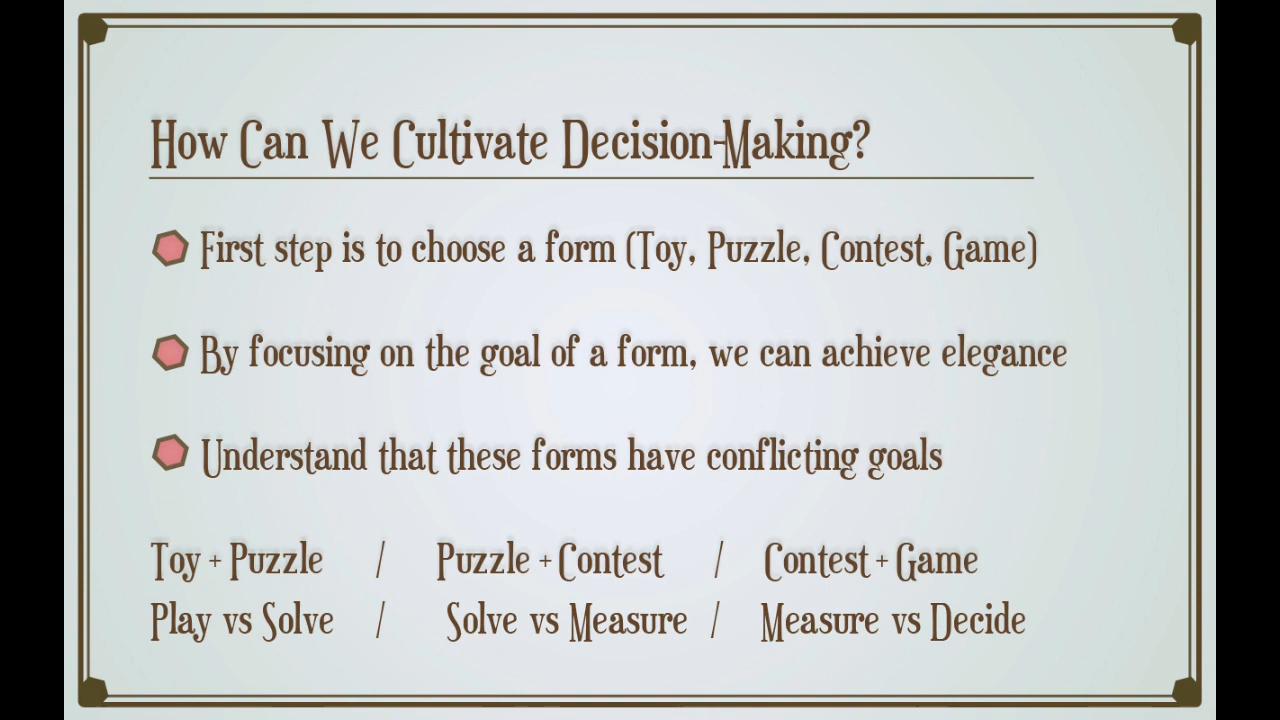 How Can We Cultivate Decision-Making?
First step is to choose a form (Toy, Puzzle, Contest, Game)
By focusing on the goal of a form, we can achieve elegance
Understand that these forms have conflicting goals
Toy + Puzzle / Puzzle + Contest / Contest + Game
Play vs Solve / Solve vs Measure / Measure vs Decide